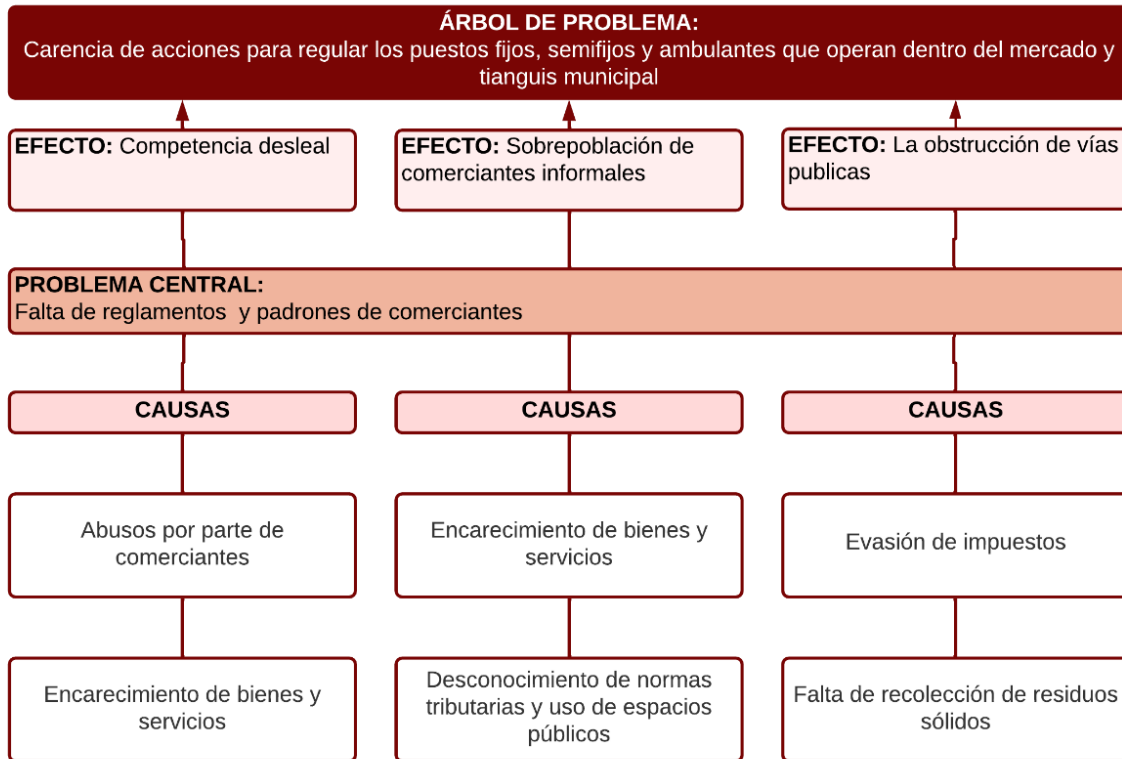 ÁRBOL DE PROBLEMA:
Carencia de acciones para regular los puestos fijos, semifijos y ambulantes que operan dentro del mercado y
tianguis municipal
EFECTO: Competencia desleal
EFECTO: Sobrepoblación de
comerciantes informales
EFECTO: La obstrucción de vías
publicas
PROBLEMA CENTRAL:
Falta de reglamentos y padrones de comerciantes
CAUSAS
CAUSAS
CAUSAS
Abusos por parte de
comerciantes
Encarecimiento de bienes y
servicios
Evasión de impuestos
Encarecimiento de bienes y
servicios
Desconocimiento de normas
tributarias y uso de espacios
públicos
Falta de recolección de residuos
sólidos